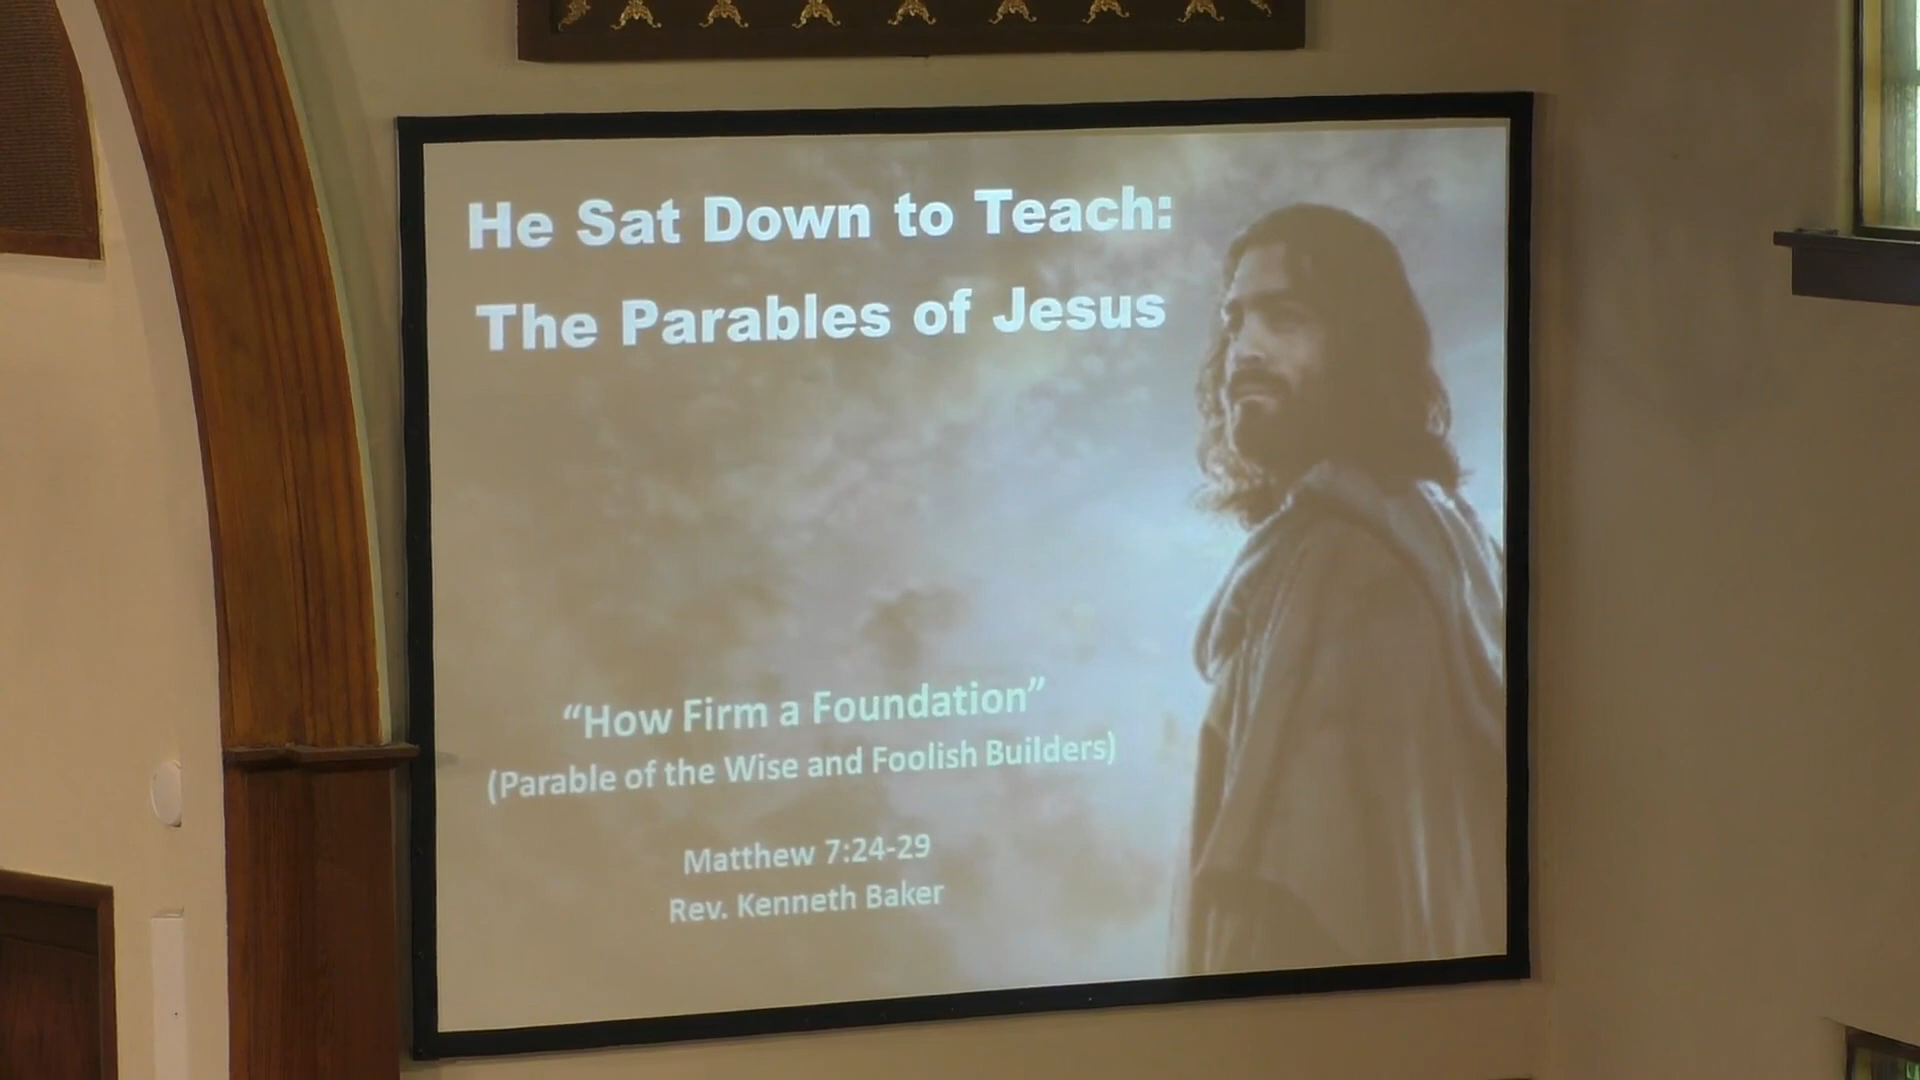 He Sat Down to Teach:
The Parables of Jesus
“How Firm a Foundation”
(Parable of the Wise and Foolish Builders)
Matthew 7:24-29
Rev. Kenneth Baker